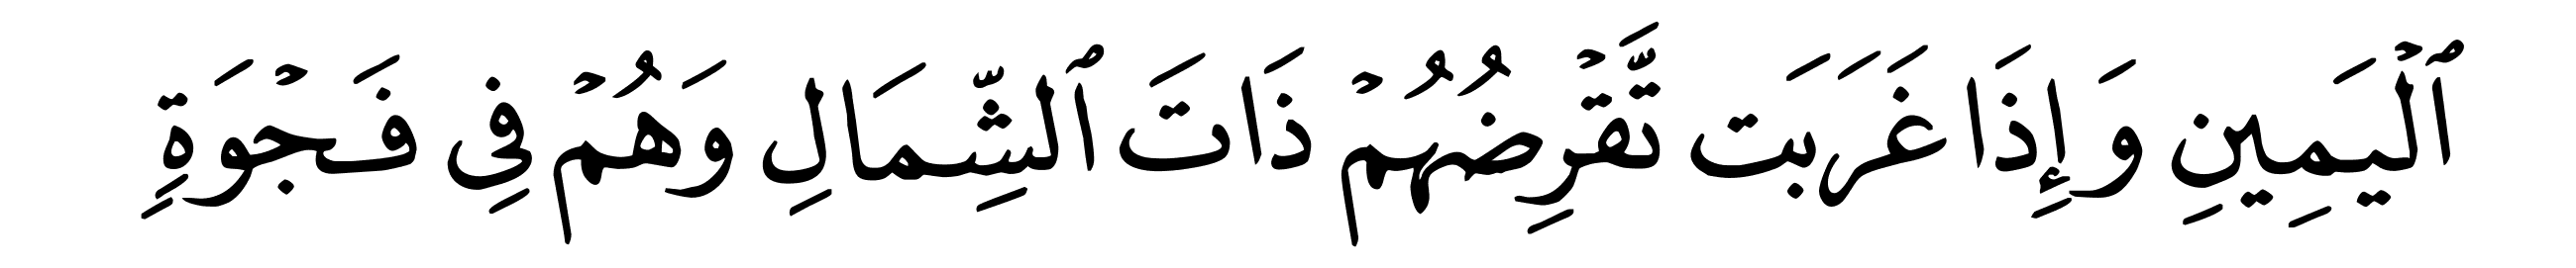 ٱلۡيَمِينِ وَإِذَا غَرَبَت تَّقۡرِضُهُمۡ ذَاتَ ٱلشِّمَالِ وَهُمۡ فِي فَجۡوَةٖ